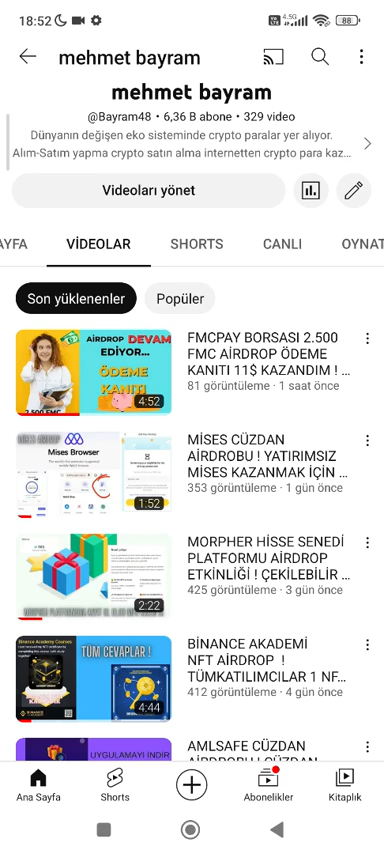 18:52
4.5G
88
mehmet bayram
mehmet bayram
@Bayram48 • 6,36 B abone • 329 video
Dünyanın değişen eko sisteminde crypto paralar yer alıyor.
Alım-Satım yapma crypto satın alma internetten crypto para kaz...
Videoları yönet
AYFA
VİDEOLAR
SHORTS
CANLI
OYNAT
Son yüklenenler
Popüler
AİRDROP DEVAM
EDİYOR...
ÖDEME
KANITI
2.500 FMC
4:52
FMCPAY BORSASI 2.500
FMC AİRDROP ÖDEME
KANITI 11$ KAZANDIM ! ...
81 görüntüleme · 1 saat önce
MİSES AİRDROP
Mises Browser
1:52
MİSES CÜZDAN
AİRDROBU ! YATIRIMSIZ
MİSES KAZANMAK İÇİN ...
353 görüntüleme · 1 gün önce
2:22
MORPHER HİSSE SENEDİ
PLATFORMU AİRDROP
ETKİNLİĞİ ! ÇEKİLEBİLİR ...
425 görüntüleme · 3 gün önce
Binance Academy Courses
TÜM CEVAPLAR !
BINANCE
4:44
BİNANCE AKADEMİ
NFT AİRDROP !
TÜMKATILIMCILAR 1 NF...
412 görüntüleme · 4 gün önce
UYGULAMAYI İNDİR
AMLSAFE CÜZDAN
Ana Sayfa
Shorts
Abonelikler
Kitaplık